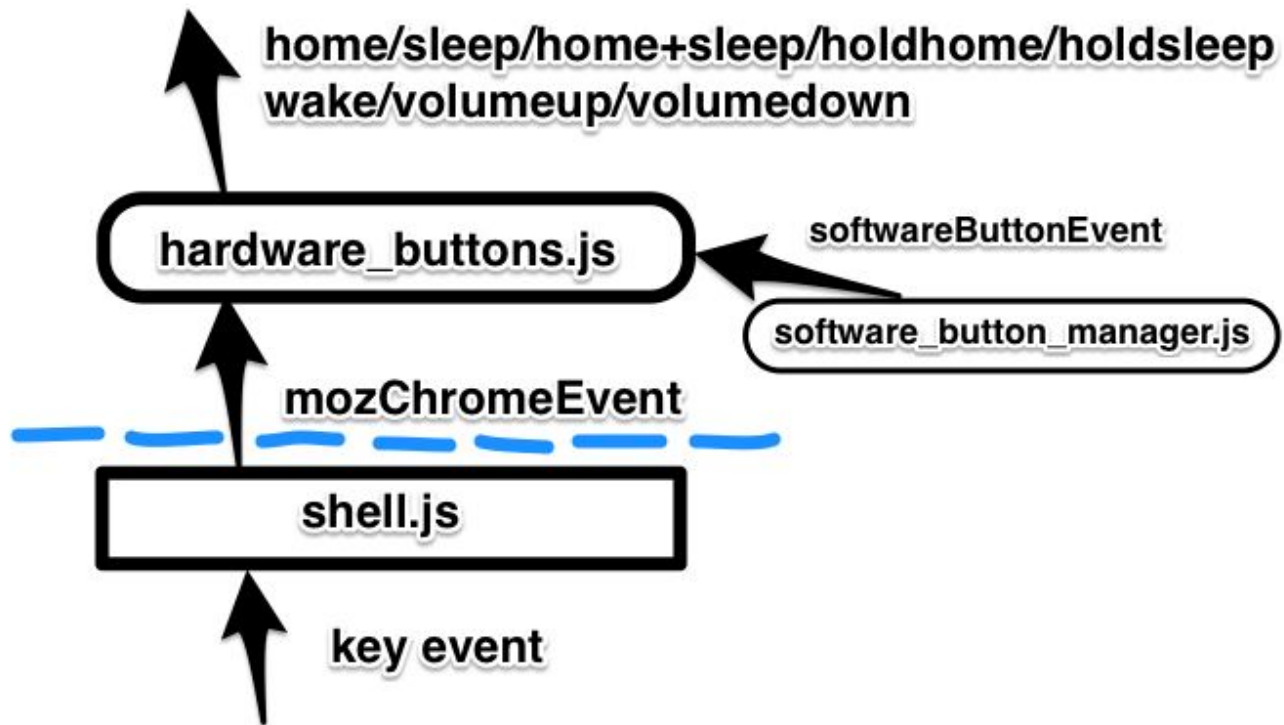 home/sleep/home+sleep/holdhome/holdsleep
wake/volumeup/volumedown
hardware_buttons.js
softwareButtonEvent
software_button_manager.js
mozChromeEvent
shell.js
key event